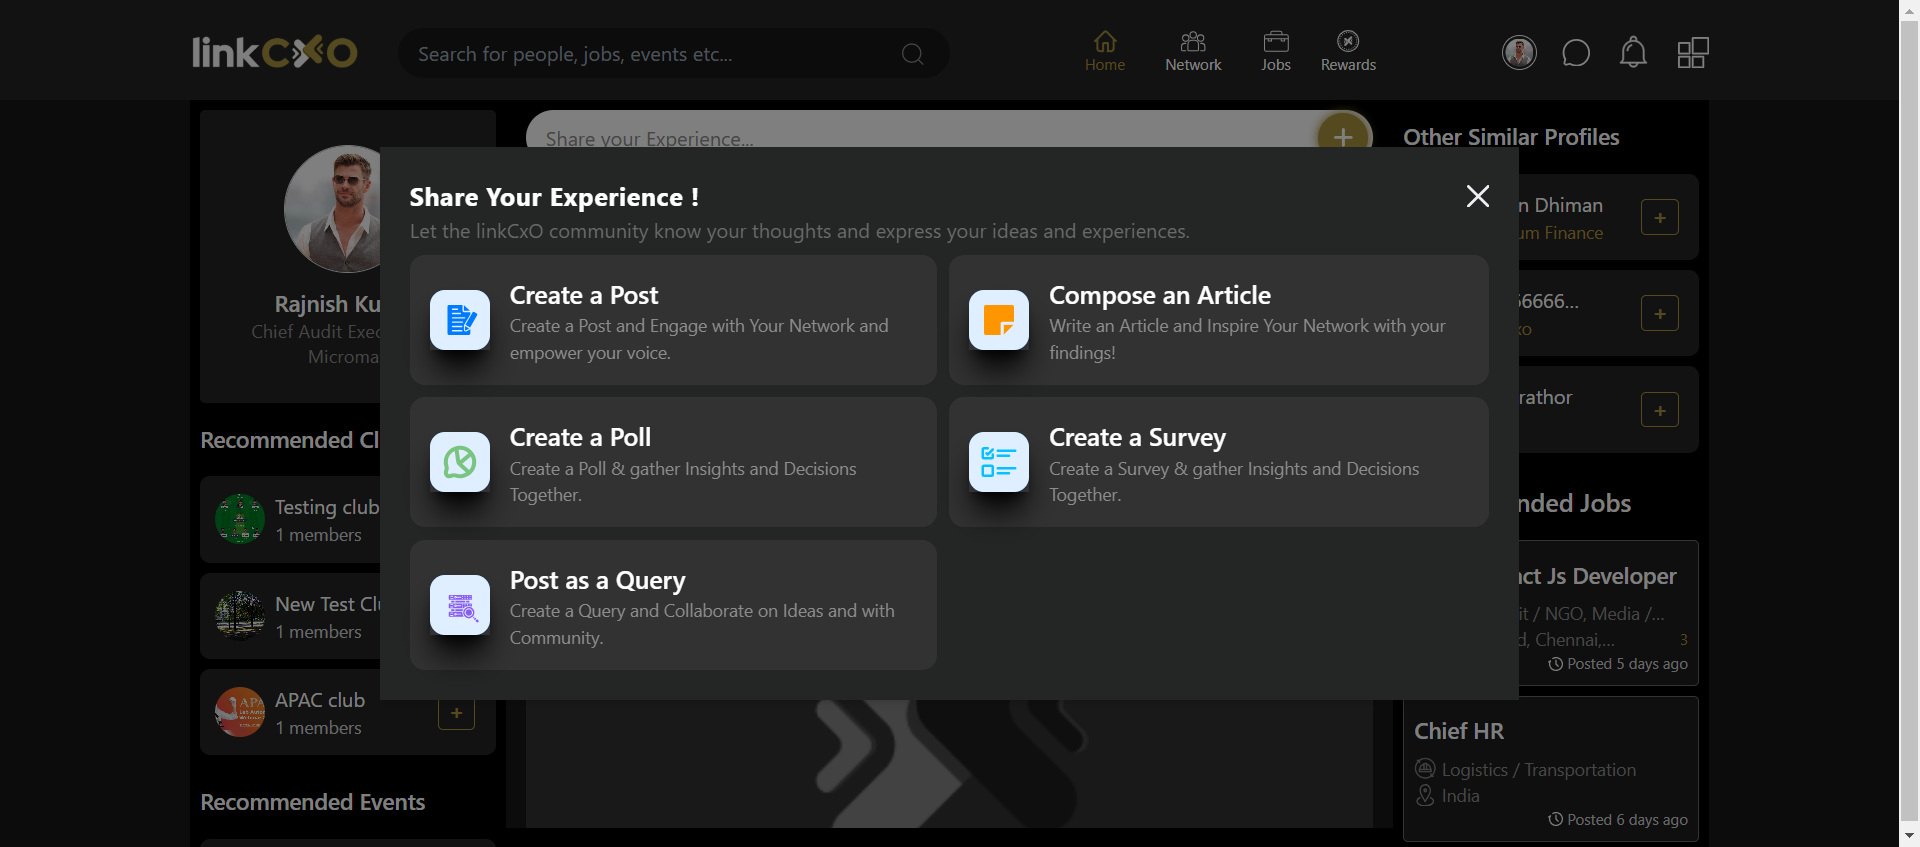 linkCxO
Search for people, jobs, events etc...
Home
Network
Jobs
Rewards
Share your Experience...
Other Similar Profiles
Share Your Experience !
Let the linkCxO community know your thoughts and express your ideas and experiences.
Create a Post
Create a Post and Engage with Your Network and
empower your voice.
Compose an Article
Write an Article and Inspire Your Network with your
findings!
Create a Poll
Create a Poll & gather Insights and Decisions
Together.
Create a Survey
Create a Survey & gather Insights and Decisions
Together.
Post as a Query
Create a Query and Collaborate on Ideas and with
Community.
Rajnish Ku
Chief Audit Exec
Microma
Recommended Cl
Testing club
1 members
New Test Clu
1 members
APAC club
1 members
Recommended Events
n Dhiman
um Finance
66666...
xo
rathor
nded Jobs
act Js Developer
it / NGO, Media /...
d, Chennai,...
3
Posted 5 days ago
Chief HR
Logistics / Transportation
India
Posted 6 days ago